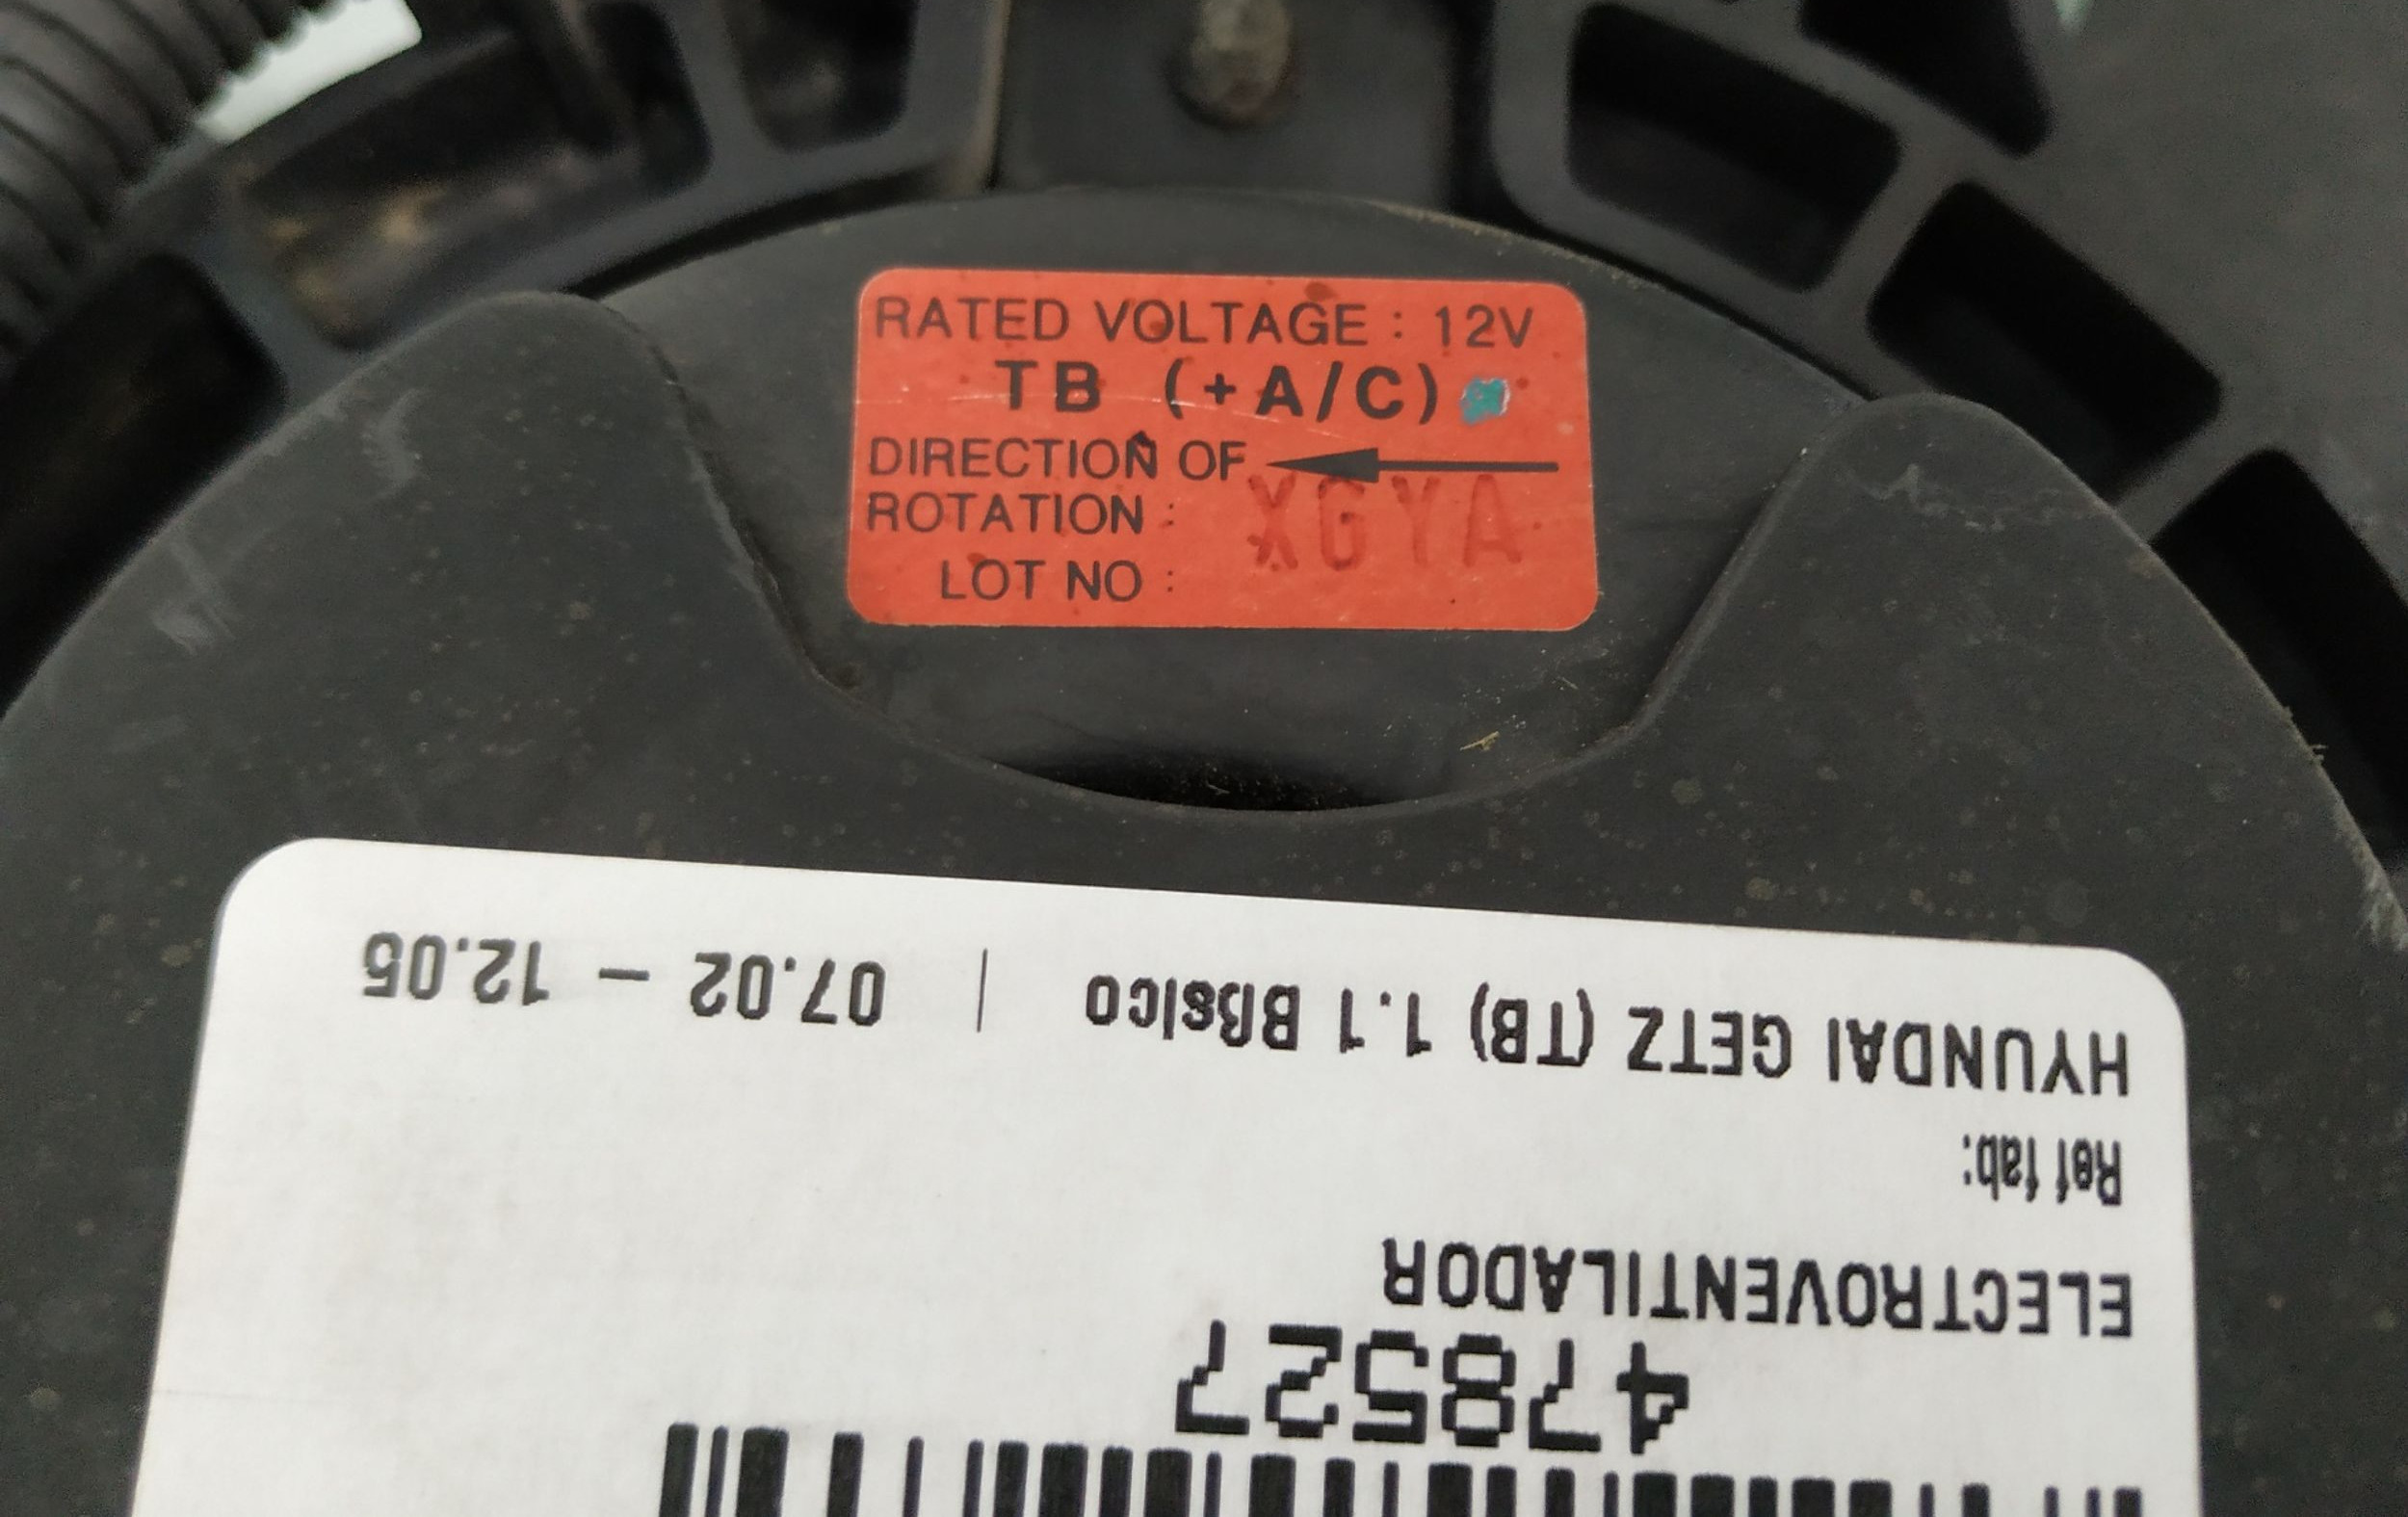 RATED VOLTAGE : 12V
TB (+A/C)
DIRECTION OF
ROTATION :
LOT NO : XGYA
478527
ELECTROVENTILADOR
Ref fab:
HYUNDAI GETZ (TB) 1.1 Bßsico | 07.02 - 12.05